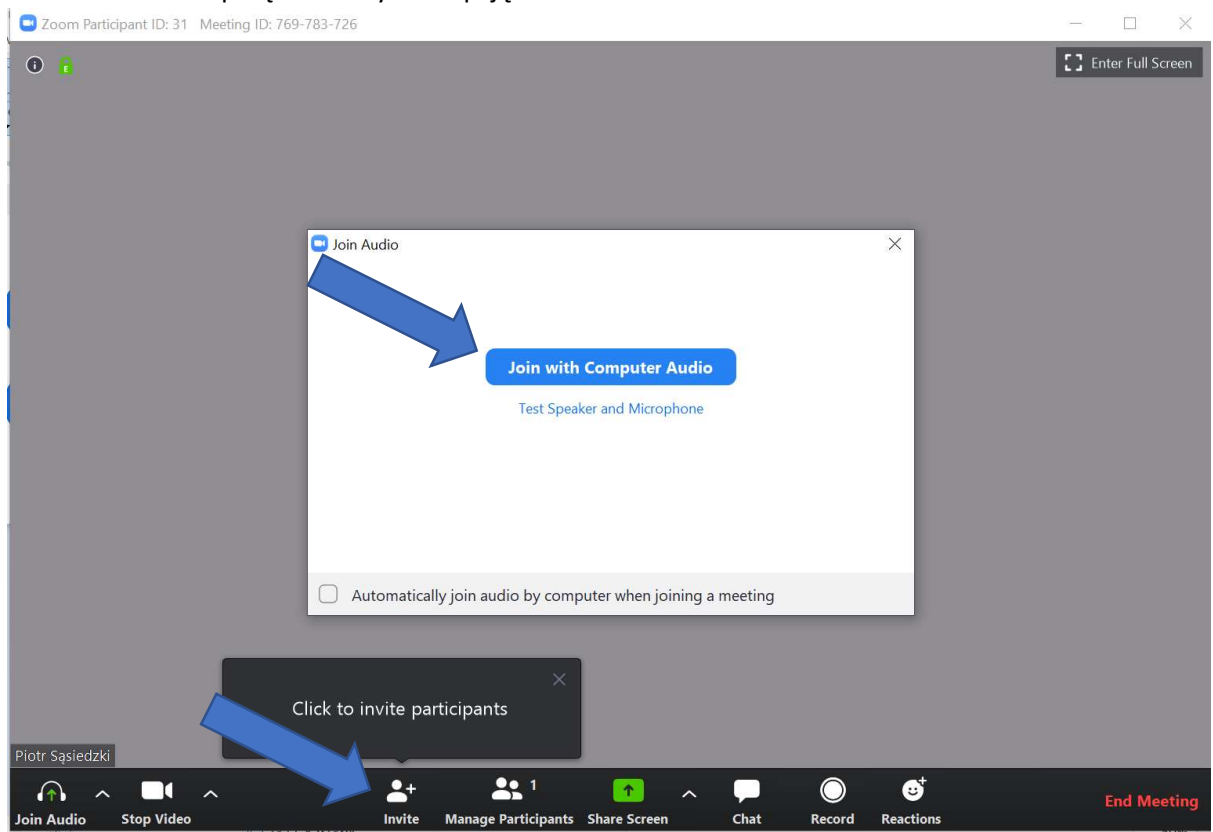 Zoom Participant ID: 31 Meeting ID: 769-783-726
Enter Full Screen
Join Audio
Join with Computer Audio
Test Speaker and Microphone
Automatically join audio by computer when joining a meeting
Click to invite participants
Piotr Sąsiedzki
1
Join Audio Stop Video Invite Manage Participants Share Screen Chat Record Reactions End Meeting